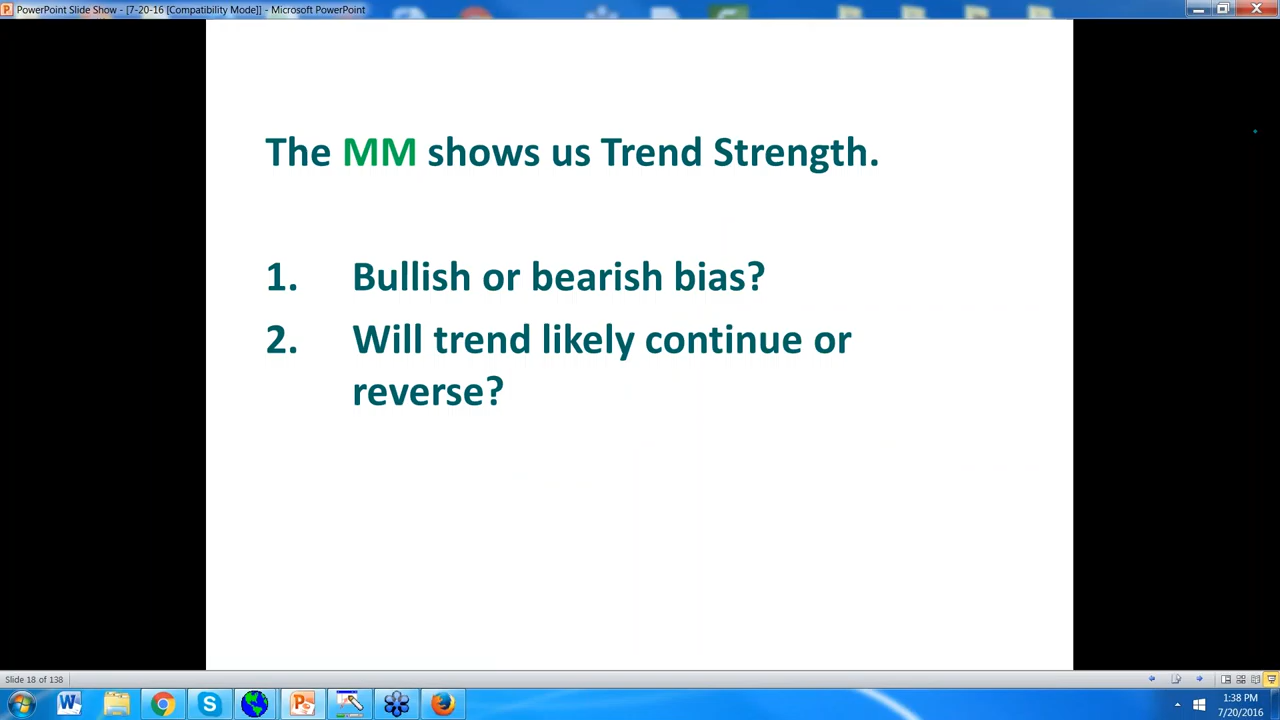 PowerPoint Slide Show - [7-20-16 [Compatibility Mode]] - Microsoft PowerPoint
The MM shows us Trend Strength.
1. Bullish or bearish bias?
2. Will trend likely continue or
reverse?
Slide 18 of 138
1:38 PM
7/20/2016